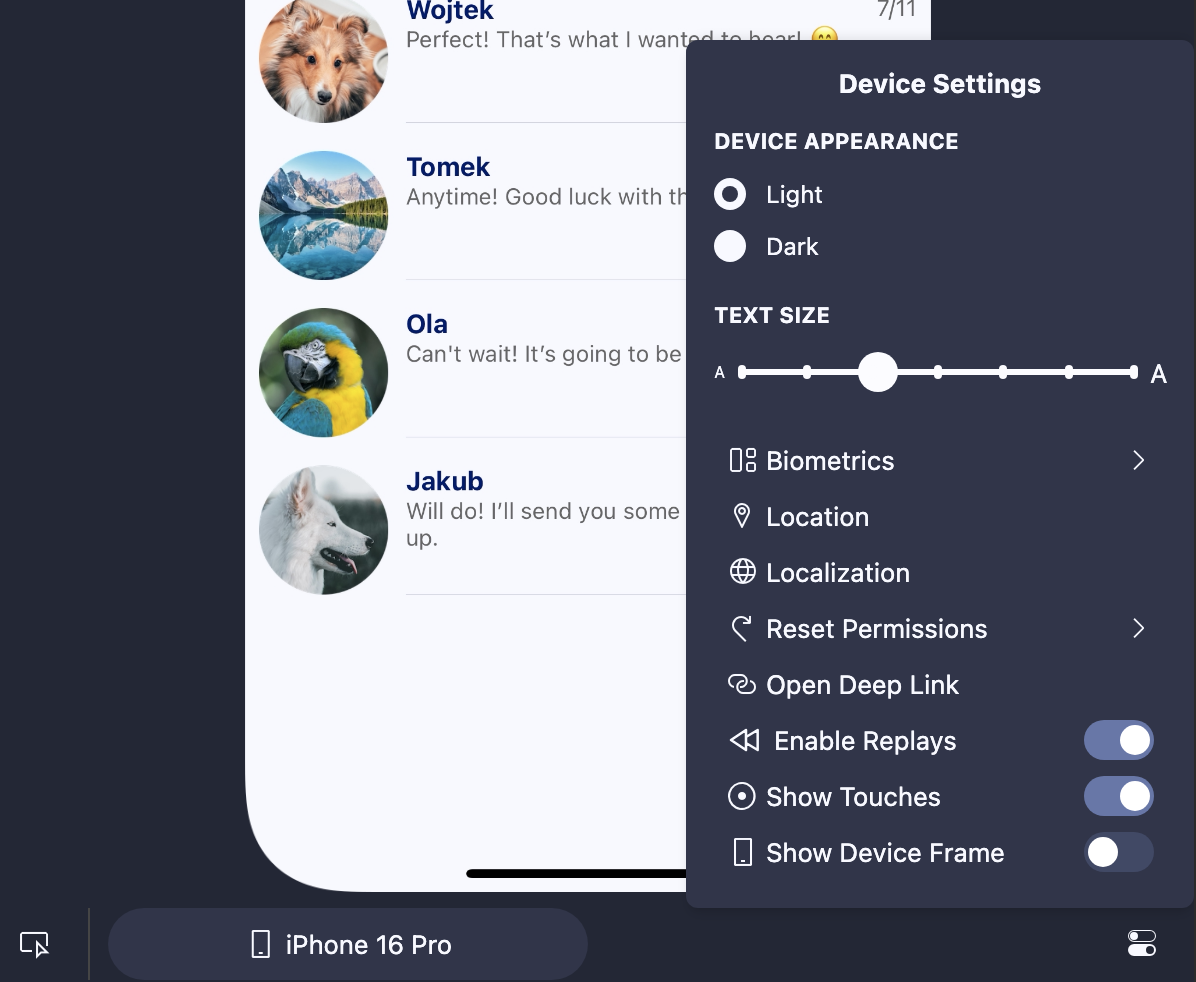 Wojtek
7/11
Perfect! That’s what I wanted to hear! 😁
Tomek
Anytime! Good luck with th
Ola
Can't wait! It’s going to be
Jakub
Will do! I’ll send you some
up.
Device Settings
DEVICE APPEARANCE
Light
Dark
TEXT SIZE
A A
Biometrics
Location
Localization
Reset Permissions
Open Deep Link
Enable Replays
Show Touches
Show Device Frame
iPhone 16 Pro